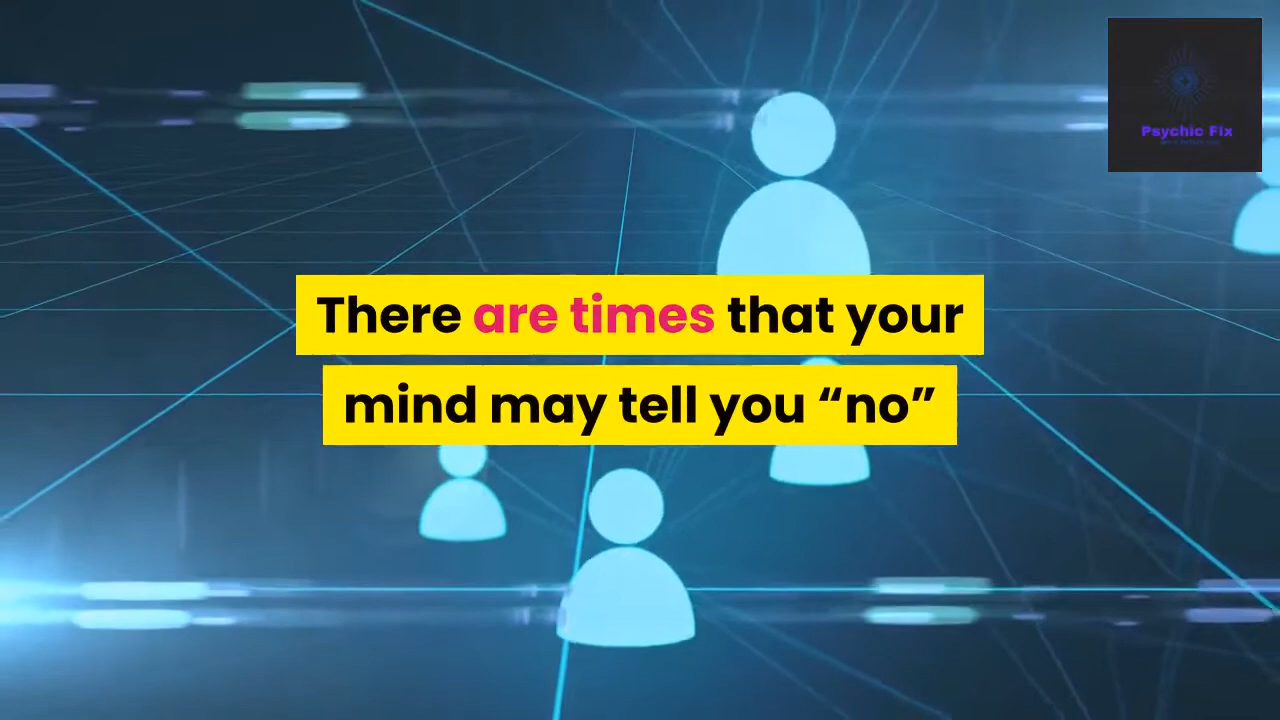 Psychic Fix
There are times that your
mind may tell you “no”